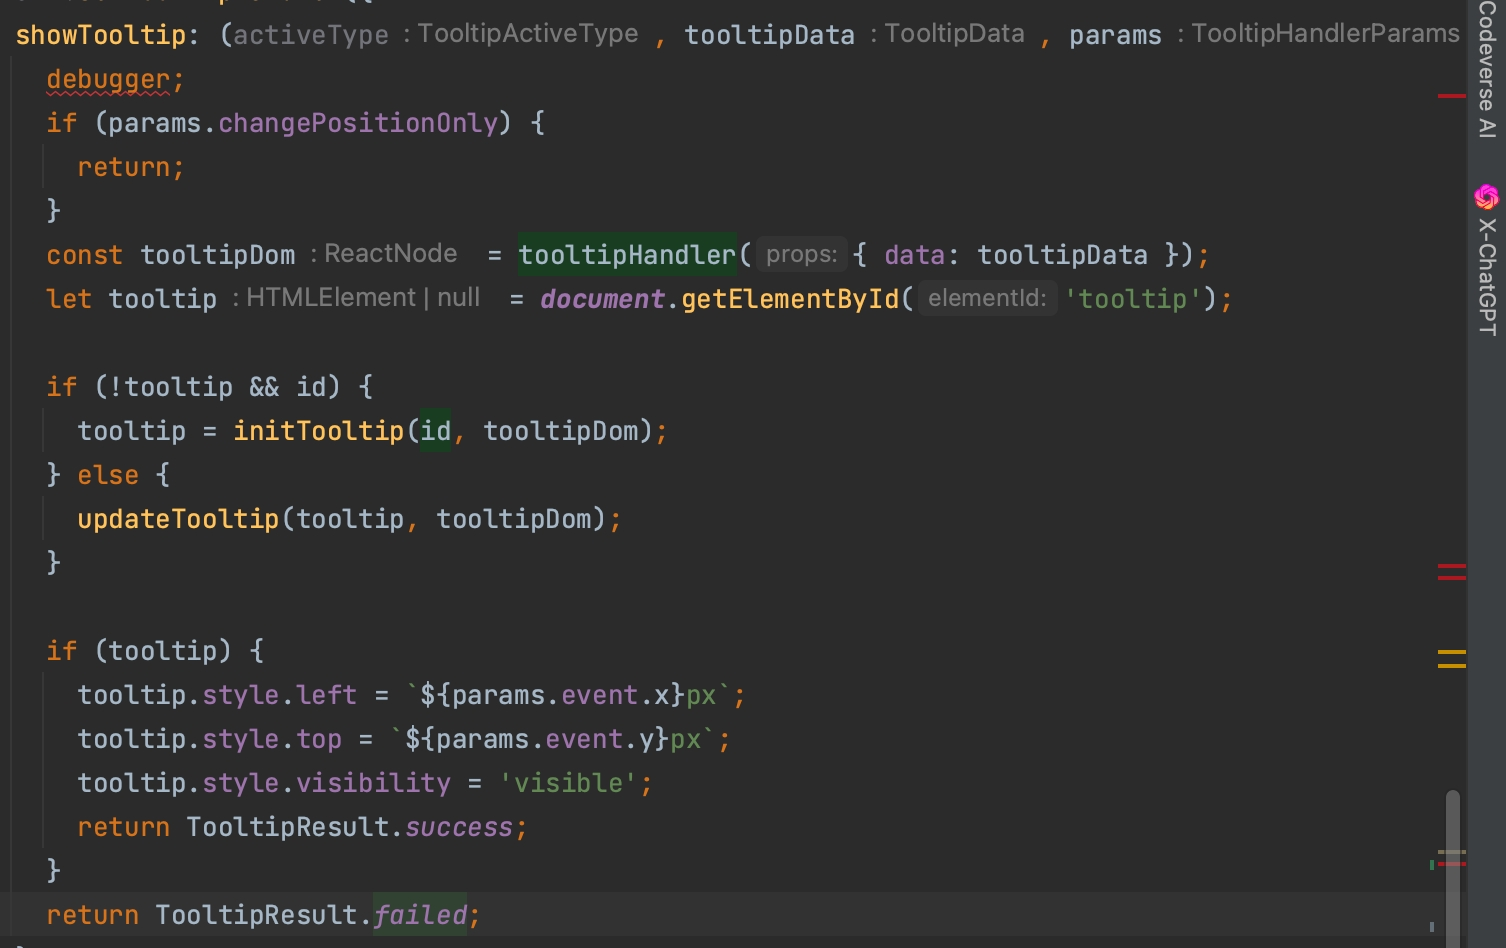 showTooltip: (activeType : TooltipActiveType , tooltipData : TooltipData , params : TooltipHandlerParams
debugger;
if (params.changePositionOnly) {
return;
}
const tooltipDom : ReactNode = tooltipHandler( props: { data: tooltipData });
let tooltip : HTMLElement | null = document.getElementById( elementId: 'tooltip');
if (!tooltip && id) {
tooltip = initTooltip(id, tooltipDom);
} else {
updateTooltip(tooltip, tooltipDom);
}
if (tooltip) {
tooltip.style.left = `${params.event.x}px`;
tooltip.style.top = `${params.event.y}px`;
tooltip.style.visibility = 'visible';
return TooltipResult.success;
}
return TooltipResult.failed;
Codeverse AI
X-ChatGPT